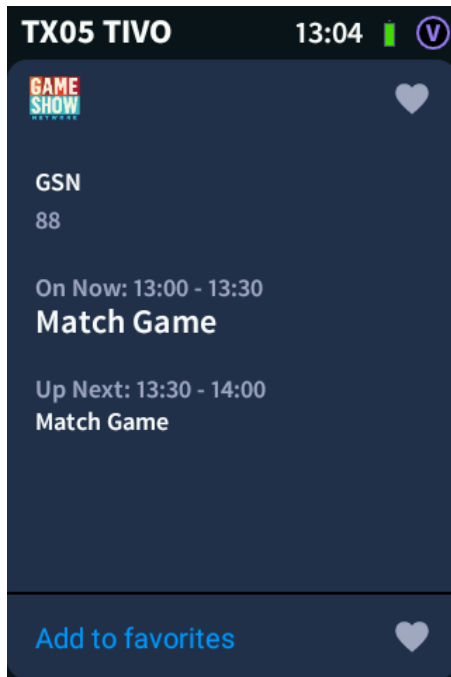 TX05 TIVO 13:04 V
GAME
SHOW
NETWORK
GSN
88
On Now: 13:00 - 13:30
Match Game
Up Next: 13:30 - 14:00
Match Game
Add to favorites